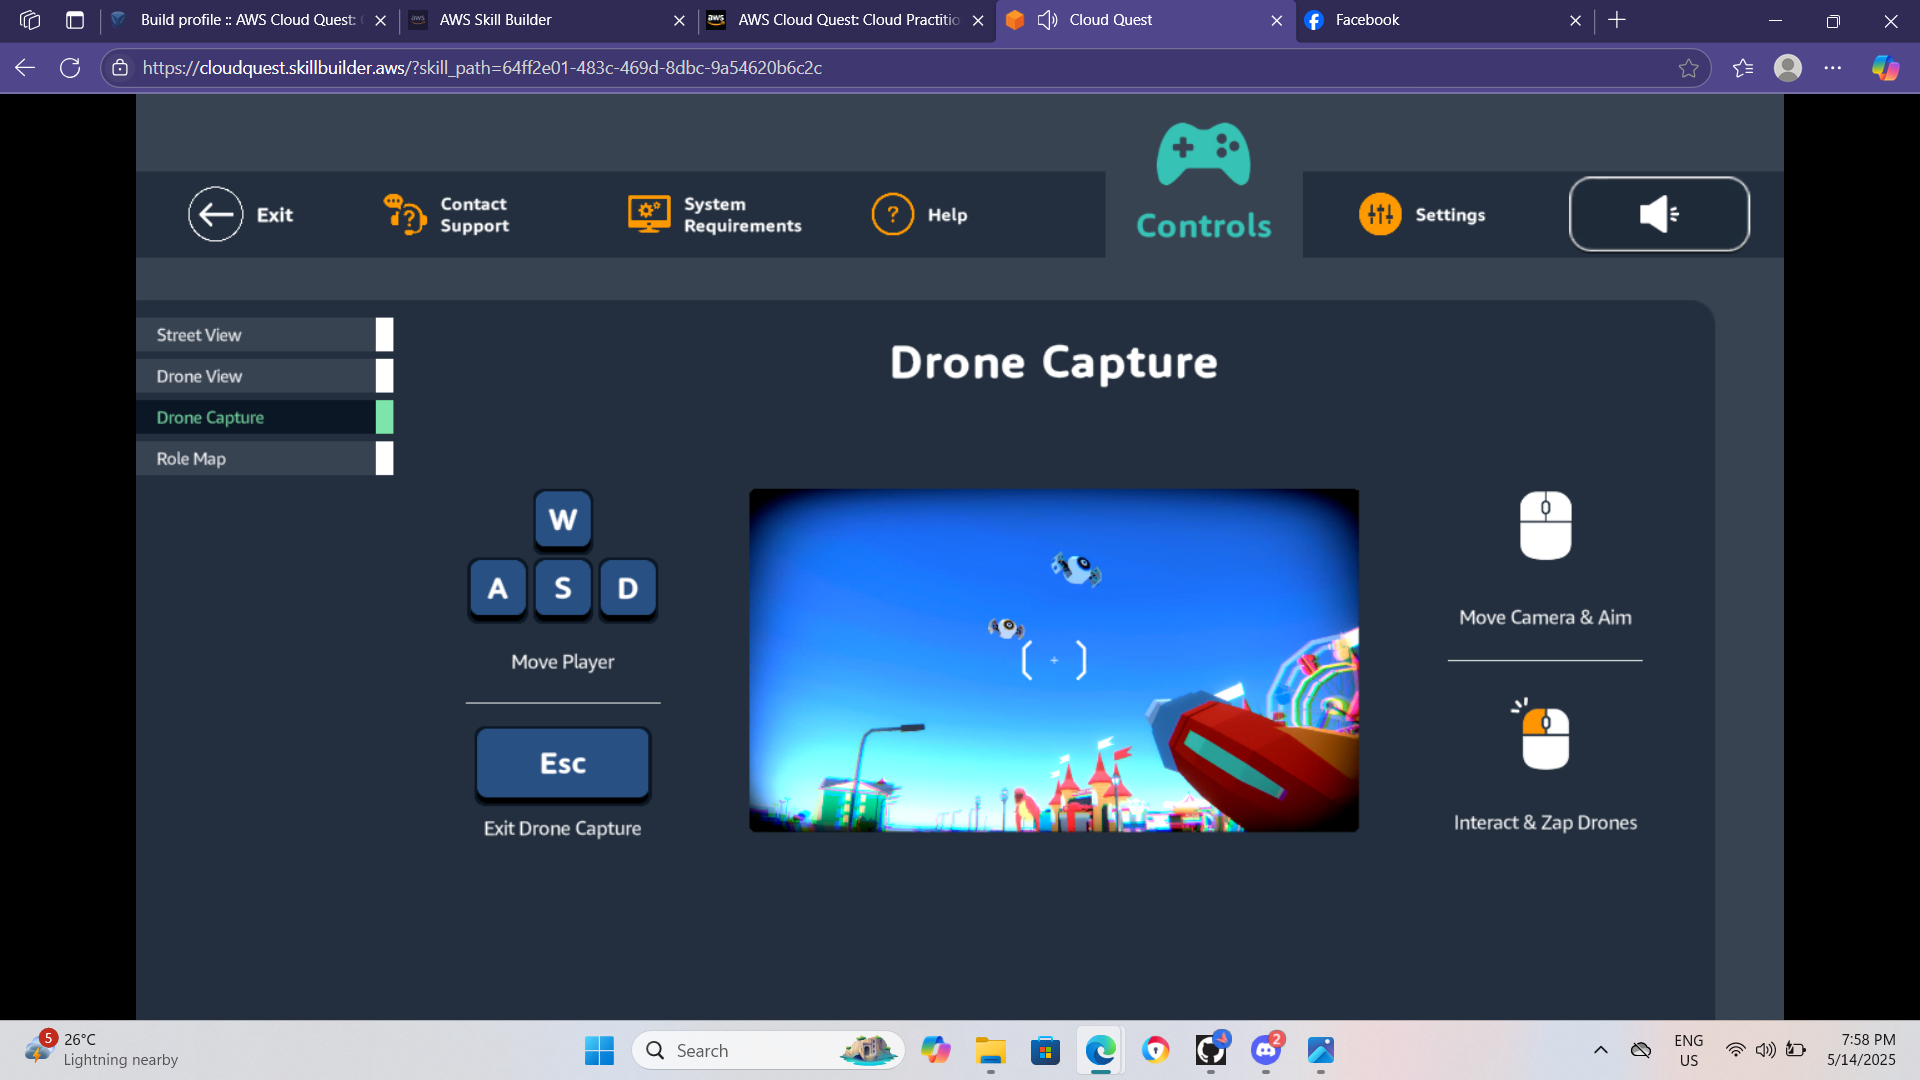 Build profile :: AWS Cloud Quest:
AWS Skill Builder
aws
AWS Cloud Quest: Cloud Practitio
Cloud Quest
Facebook
https://cloudquest.skillbuilder.aws/?skill_path=64ff2e01-483c-469d-8dbc-9a54620b6c2c
Exit
Contact
Support
System
Requirements
?
Help
Controls
Settings
Street View
Drone View
Drone Capture
Role Map
Drone Capture
W
A S D
Move Player
Esc
Exit Drone Capture
Move Camera & Aim
Interact & Zap Drones
5
26°C
Lightning nearby
Search
2
ENG
US
7:58 PM
5/14/2025